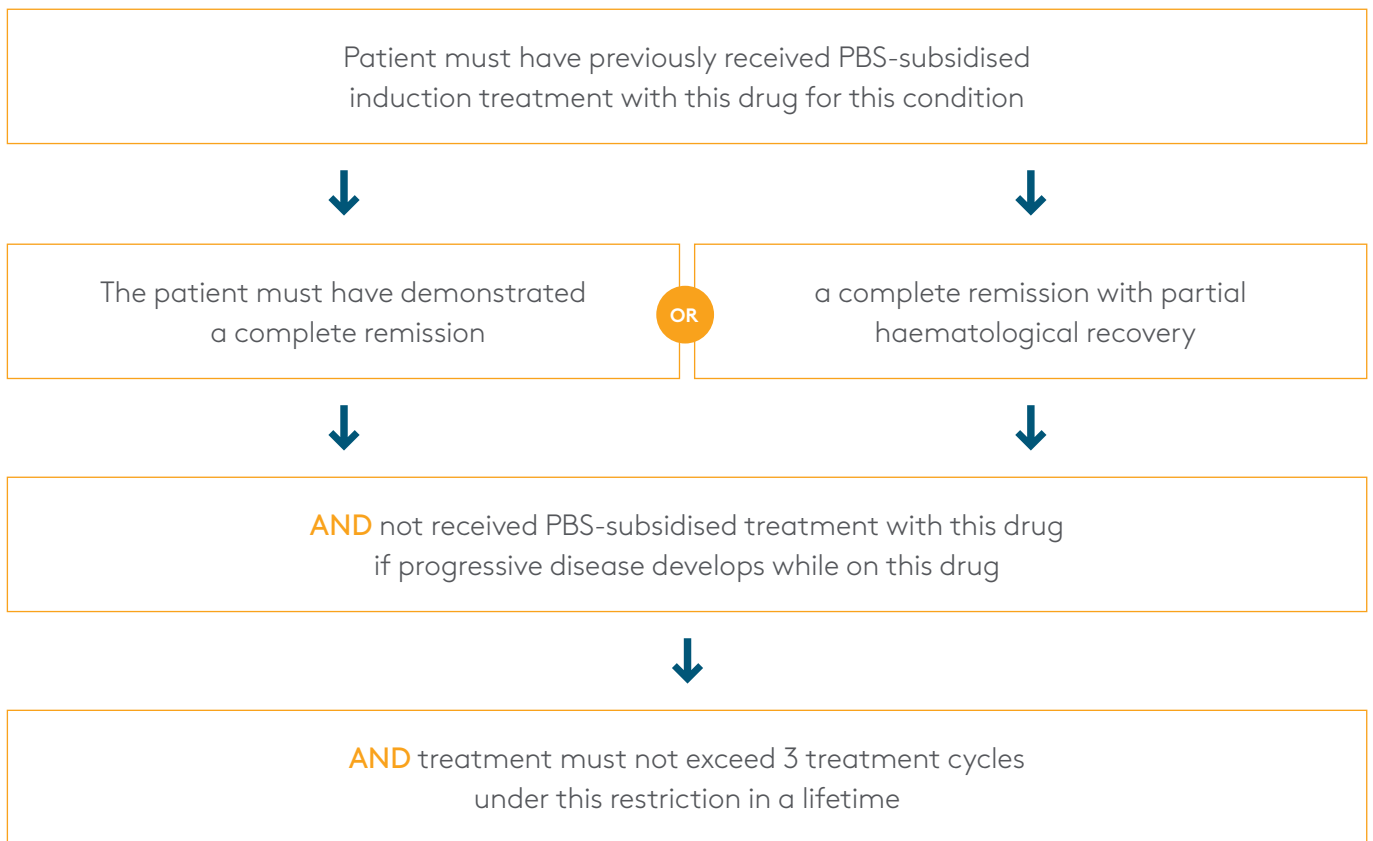 Patient must have previously received PBS-subsidised
induction treatment with this drug for this condition
The patient must have demonstrated
a complete remission
OR
a complete remission with partial
haematological recovery
AND not received PBS-subsidised treatment with this drug
if progressive disease develops while on this drug
AND treatment must not exceed 3 treatment cycles
under this restriction in a lifetime